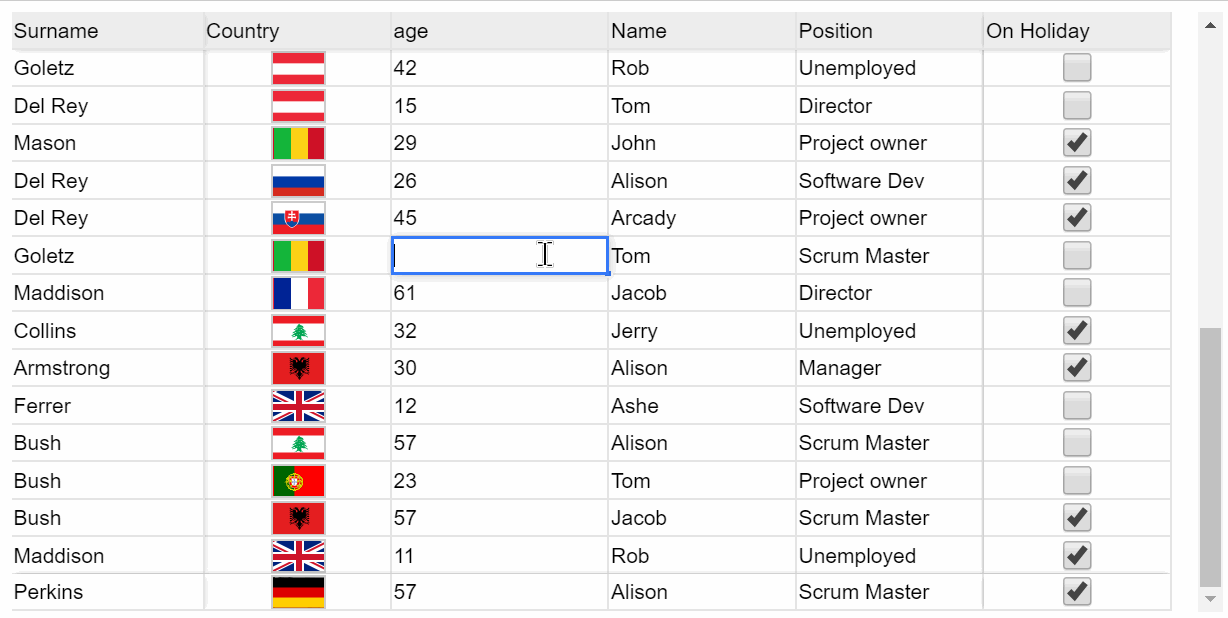 Surname Country age Name Position On Holiday
Goletz 42 Rob Unemployed
Del Rey 15 Tom Director
Mason 29 John Project owner
Del Rey 26 Alison Software Dev
Del Rey 45 Arcady Project owner
Goletz Tom Scrum Master
Maddison 61 Jacob Director
Collins 32 Jerry Unemployed
Armstrong 30 Alison Manager
Ferrer 12 Ashe Software Dev
Bush 57 Alison Scrum Master
Bush 23 Tom Project owner
Bush 57 Jacob Scrum Master
Maddison 11 Rob Unemployed
Perkins 57 Alison Scrum Master